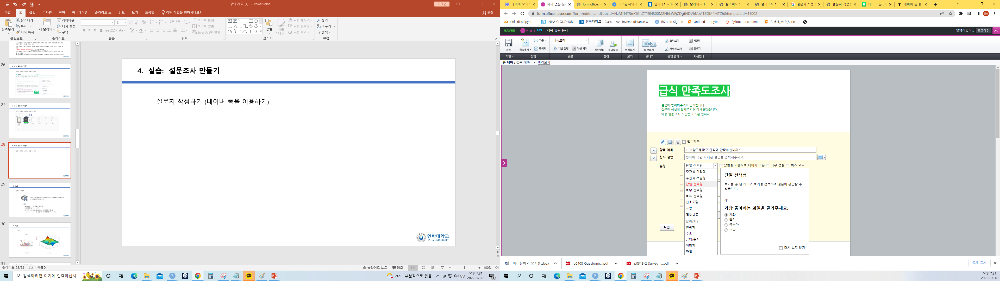 강의 자료 (1) - PowerPoint
로그인
파일
홈
삽입
디자인
전환
애니메이션
슬라이드 쇼
검토
보기
도움말
어떤 작업을 원하시나요?
공유
붙여넣기
잘라내기
복사
서식 복사
클립보드
새 슬라이드
레이아웃
다시 설정
구역
슬라이드
18
글꼴
텍스트 방향
텍스트 맞춤
SmartArt로 변환
단락
정렬
빠른 스타일
도형 채우기
도형 윤곽선
도형 효과
그리기
찾기
바꾸기
선택
편집
26
4. 실습: 설문조사 만들기
27
4. 실습: 설문조사 만들기
28
4. 실습: 설문조사 만들기
29
30
31
4. 실습: 설문조사 만들기
설문지 작성하기 (네이버 폼을 이용하기)
인하대학교
INHA UNIVERSITY
슬라이드 28/63
한국어
슬라이드 노트
메모
100%
검색하려면 여기에 입력하십시
26°C 부분적으로 맑음
오후 7:31
2022-07-16
네이버 오피스
제목 없는 문
form.office.na
마리한화의 숫
인하대학교 I-
슬라이드 1
슬라이드 1
슬라이드 1
설문지 작성
설문지 작성
네이버 폼 : 네
네이버 폼 설
form.office.naver.com/form/editor.cmd?docId=NzM1NTRmOGItZTY5NS00M2NhLWFjZDgtNDVhMzA1ZGM4MTZh&templateId=41002
LinkedList.ipynb -...
INHA CLOUDHUB...
인하대학교 I-Class
Inverse distance w...
RStudio Sign In
Untitled - Jupyter...
PyTorch document...
Ch6-5_MLP_Series...
NAVER
Form Beta
제목 없는 문서
별명이없어...
로그아웃
저장
항목추가
그룹
페이지
나눔고딕
개별 설정
부분 서식
테마설정
응답설정
미리보기
폼 보내기
요약보기
자세히 보기
사용법
단축키
파일
삽입
글꼴
설정
보기
보내기
응답 결과
사용안내
폼 테마 : 설문 테마 > 미리보기
급식 만족도조사
설문에 참여해주셔서 감사합니다.
질문에 성실히 답해주시면 감사하겠습니다.
예상 설문 소요 시간은 3~5분 입니다.
필수항목
항목 제목
1. 부광고등학교 급식에 만족하십니까?
항목 설명
항목에 대한 자세한 설명을 입력해주세요.
유형
단일 선택형
답변을 기준으로 페이지 이동
좌우 정렬
퀴즈 모드
주관식 단답형
주관식 서술형
단일 선택형
복수 선택형
목록 선택형
선호도형
표형
별등급형
날짜/시간
연락처
주소
금액/숫자
이미지
파일
단일 선택형
보기들 중 단 하나의 보기를 선택하여 설문에 응답할 수
있습니다.
예)
가장 좋아하는 과일을 골라주세요.
사과
딸기
복숭아
수박
다시 보지 않기
확인
마리한화의 숫자들.docx
p0408 Questionn....pdf
p0318-2 Survey I....pdf
모두 표시
오후 7:31
2022-07-16